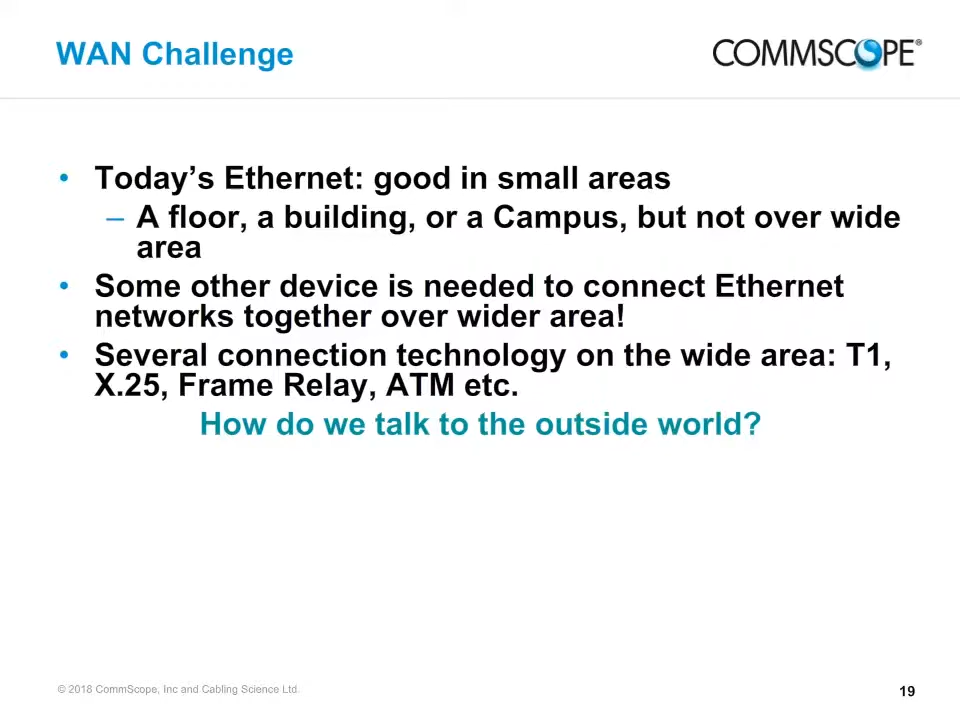 WAN Challenge
COMMSCOPE®
• Today’s Ethernet: good in small areas
– A floor, a building, or a Campus, but not over wide
area
• Some other device is needed to connect Ethernet
networks together over wider area!
• Several connection technology on the wide area: T1,
X.25, Frame Relay, ATM etc.
How do we talk to the outside world?
© 2018 CommScope, Inc and Cabling Science Ltd.
19